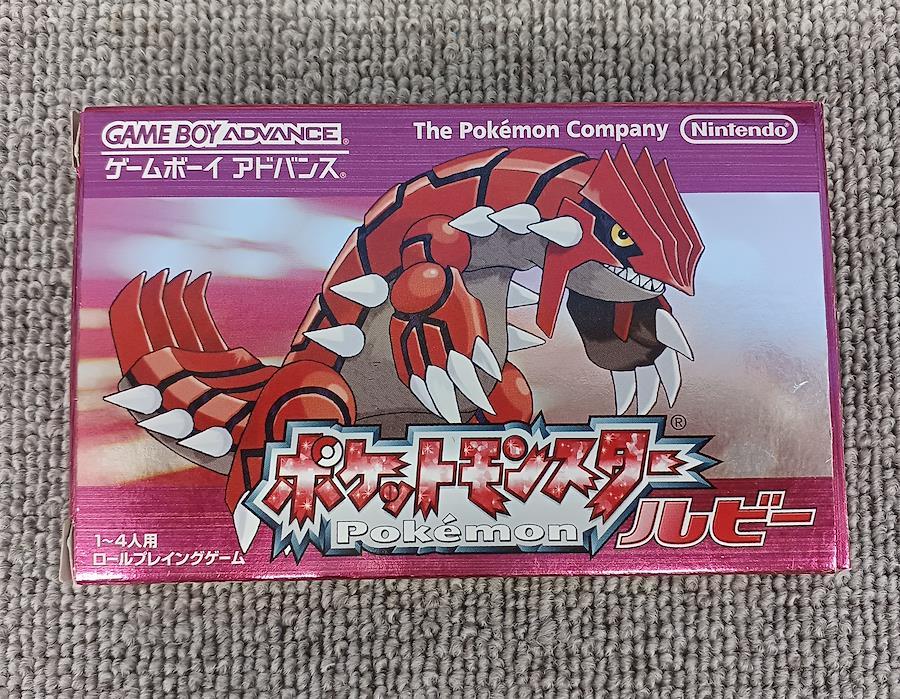 GAME BOY ADVANCE®
ゲームボーイ アドバンス®
The Pokémon Company
Nintendo®
ポケットモンスター®
Pokémon
ルビー
1~4人用
ロールプレイングゲーム